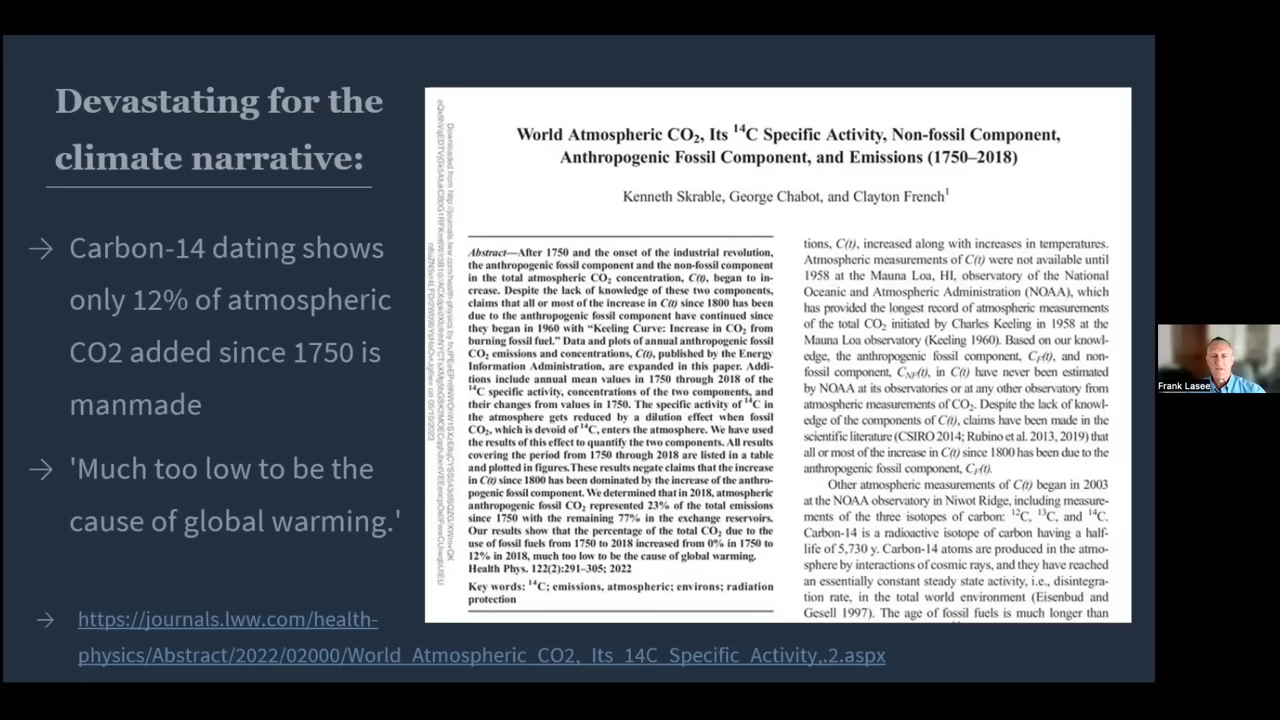 Devastating for the
climate narrative:
→ Carbon-14 dating shows
only 12% of atmospheric
CO2 added since 1750 is
manmade
→ 'Much too low to be the
cause of global warming.'
→ https://journals.lww.com/health-
physics/Abstract/2022/02000/World_Atmospheric_CO2,_Its_14C_Specific_Activity,.2.aspx
World Atmospheric CO₂, Its ¹⁴C Specific Activity, Non-fossil Component,
Anthropogenic Fossil Component, and Emissions (1750–2018)
Kenneth Skrable, George Chabot, and Clayton French¹
Abstract—After 1750 and the onset of the industrial revolution,
the anthropogenic fossil component and the non-fossil component
in the total atmospheric CO₂ concentration, C(t), began to in-
crease. Despite the lack of knowledge of these two components,
claims that all or most of the increase in C(t) since 1800 has been
due to the anthropogenic fossil component have continued since
they began in 1960 with “Keeling Curve: Increase in CO₂ from
burning fossil fuel.” Data and plots of annual anthropogenic fossil
CO₂ emissions and concentrations, C(t), published by the Energy
Information Administration, are expanded in this paper. Addi-
tions include annual mean values in 1750 through 2018 of the
¹⁴C specific activity, concentrations of the two components, and
their changes from values in 1750. The specific activity of ¹⁴C in
the atmosphere gets reduced by a dilution effect when fossil
CO₂, which is devoid of ¹⁴C, enters the atmosphere. We have used
the results of this effect to quantify the two components. All results
covering the period from 1750 through 2018 are listed in a table
and plotted in figures. These results negate claims that the increase
in C(t) since 1800 has been dominated by the increase of the anthro-
pogenic fossil component. We determined that in 2018, atmospheric
anthropogenic fossil CO₂ represented 23% of the total emissions
since 1750 with the remaining 77% in the exchange reservoirs.
Our results show that the percentage of the total CO₂ due to the
use of fossil fuels from 1750 to 2018 increased from 0% in 1750 to
12% in 2018, much too low to be the cause of global warming.
Health Phys. 122(2):291–305; 2022
Key words: ¹⁴C; emissions, atmospheric; environs; radiation
protection
tions, C(t), increased along with increases in temperatures.
Atmospheric measurements of C(t) were not available until
1958 at the Mauna Loa, HI, observatory of the National
Oceanic and Atmospheric Administration (NOAA), which
has provided the longest record of atmospheric measurements
of the total CO₂ initiated by Charles Keeling in 1958 at the
Mauna Loa observatory (Keeling 1960). Based on our knowl-
edge, the anthropogenic fossil component, C_F(t), and non-
fossil component, C_NF(t), in C(t) have never been estimated
by NOAA at its observatories or at any other observatory from
atmospheric measurements of CO₂. Despite the lack of knowl-
edge of the components of C(t), claims have been made in the
scientific literature (CSIRO 2014; Rubino et al. 2013, 2019) that
all or most of the increase in C(t) since 1800 has been due to the
anthropogenic fossil component, C_F(t).
Other atmospheric measurements of C(t) began in 2003
at the NOAA observatory in Niwot Ridge, including measure-
ments of the three isotopes of carbon: ¹²C, ¹³C, and ¹⁴C.
Carbon-14 is a radioactive isotope of carbon having a half-
life of 5,730 y. Carbon-14 atoms are produced in the atmo-
sphere by interactions of cosmic rays, and they have reached
an essentially constant steady state activity, i.e., disintegra-
tion rate, in the total world environment (Eisenbud and
Gesell 1997). The age of fossil fuels is much longer than
Frank Lasee